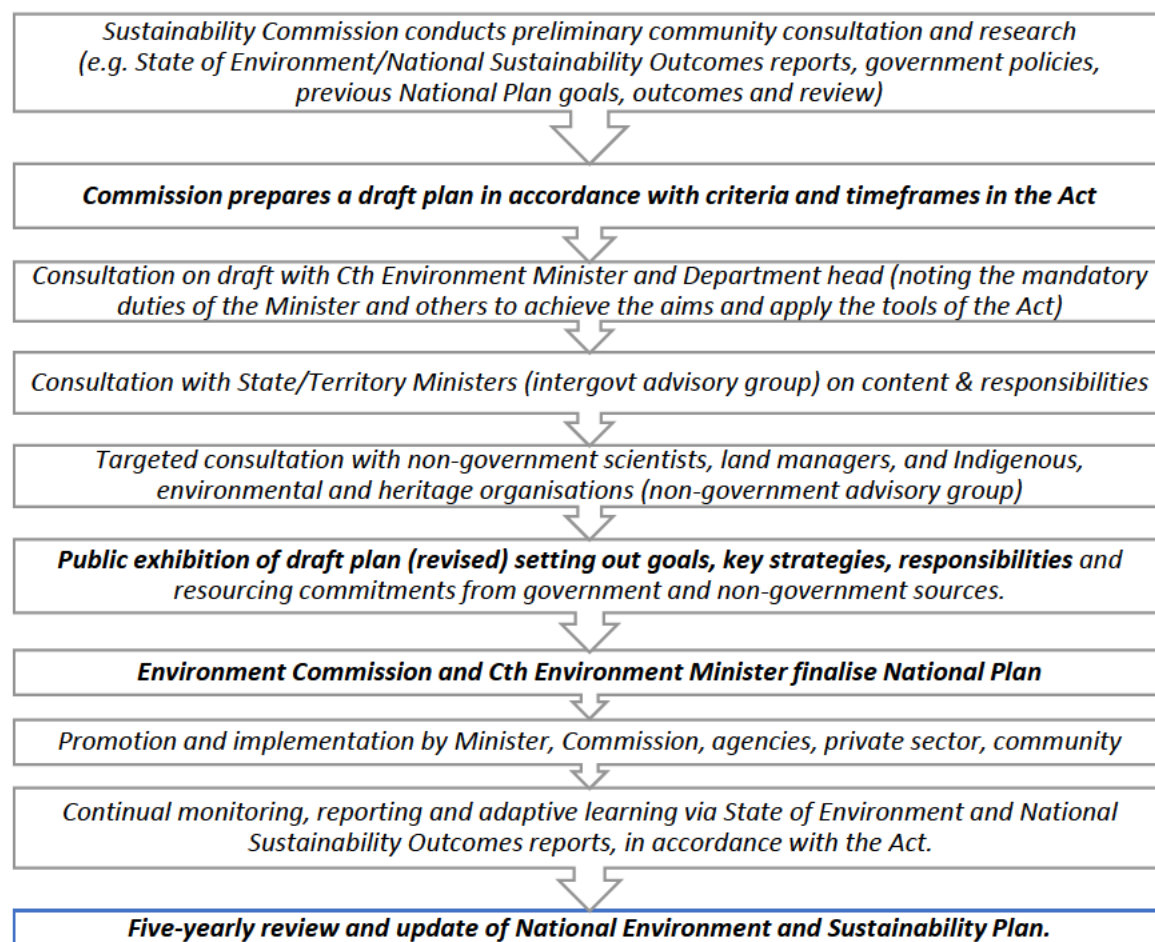 Sustainability Commission conducts preliminary community consultation and research
(e.g. State of Environment/National Sustainability Outcomes reports, government policies,
previous National Plan goals, outcomes and review)
Commission prepares a draft plan in accordance with criteria and timeframes in the Act
Consultation on draft with Cth Environment Minister and Department head (noting the mandatory
duties of the Minister and others to achieve the aims and apply the tools of the Act)
Consultation with State/Territory Ministers (intergovt advisory group) on content & responsibilities
Targeted consultation with non-government scientists, land managers, and Indigenous,
environmental and heritage organisations (non-government advisory group)
Public exhibition of draft plan (revised) setting out goals, key strategies, responsibilities and
resourcing commitments from government and non-government sources.
Environment Commission and Cth Environment Minister finalise National Plan
Promotion and implementation by Minister, Commission, agencies, private sector, community
Continual monitoring, reporting and adaptive learning via State of Environment and National
Sustainability Outcomes reports, in accordance with the Act.
Five-yearly review and update of National Environment and Sustainability Plan.